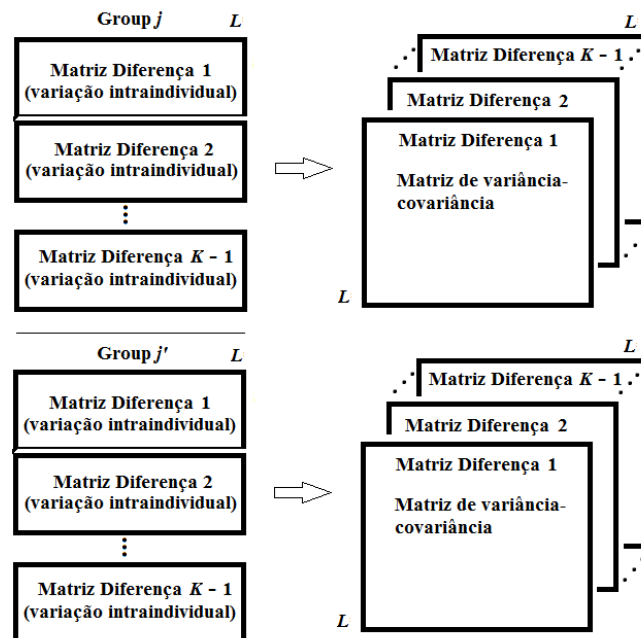 Group j L
Matriz Diferença 1
(variação intraindividual)
Matriz Diferença 2
(variação intraindividual)
Matriz Diferença K - 1
(variação intraindividual)
L
Matriz Diferença K - 1
Matriz Diferença 2
Matriz Diferença 1
Matriz de variância-
covariância
L
Group j' L
Matriz Diferença 1
(variação intraindividual)
Matriz Diferença 2
(variação intraindividual)
Matriz Diferença K - 1
(variação intraindividual)
L
Matriz Diferença K - 1
Matriz Diferença 2
Matriz Diferença 1
Matriz de variância-
covariância
L